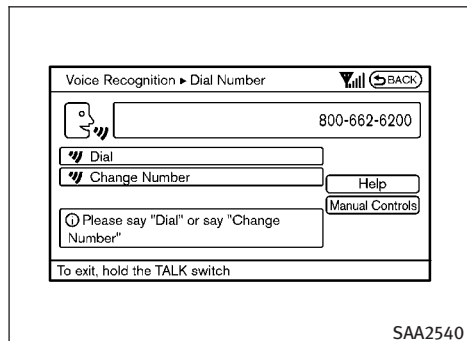 Voice Recognition ▸ Dial Number
BACK
800-662-6200
Dial
Change Number
Help
Manual Controls
Please say "Dial" or say "Change
Number"
To exit, hold the TALK switch
SAA2540